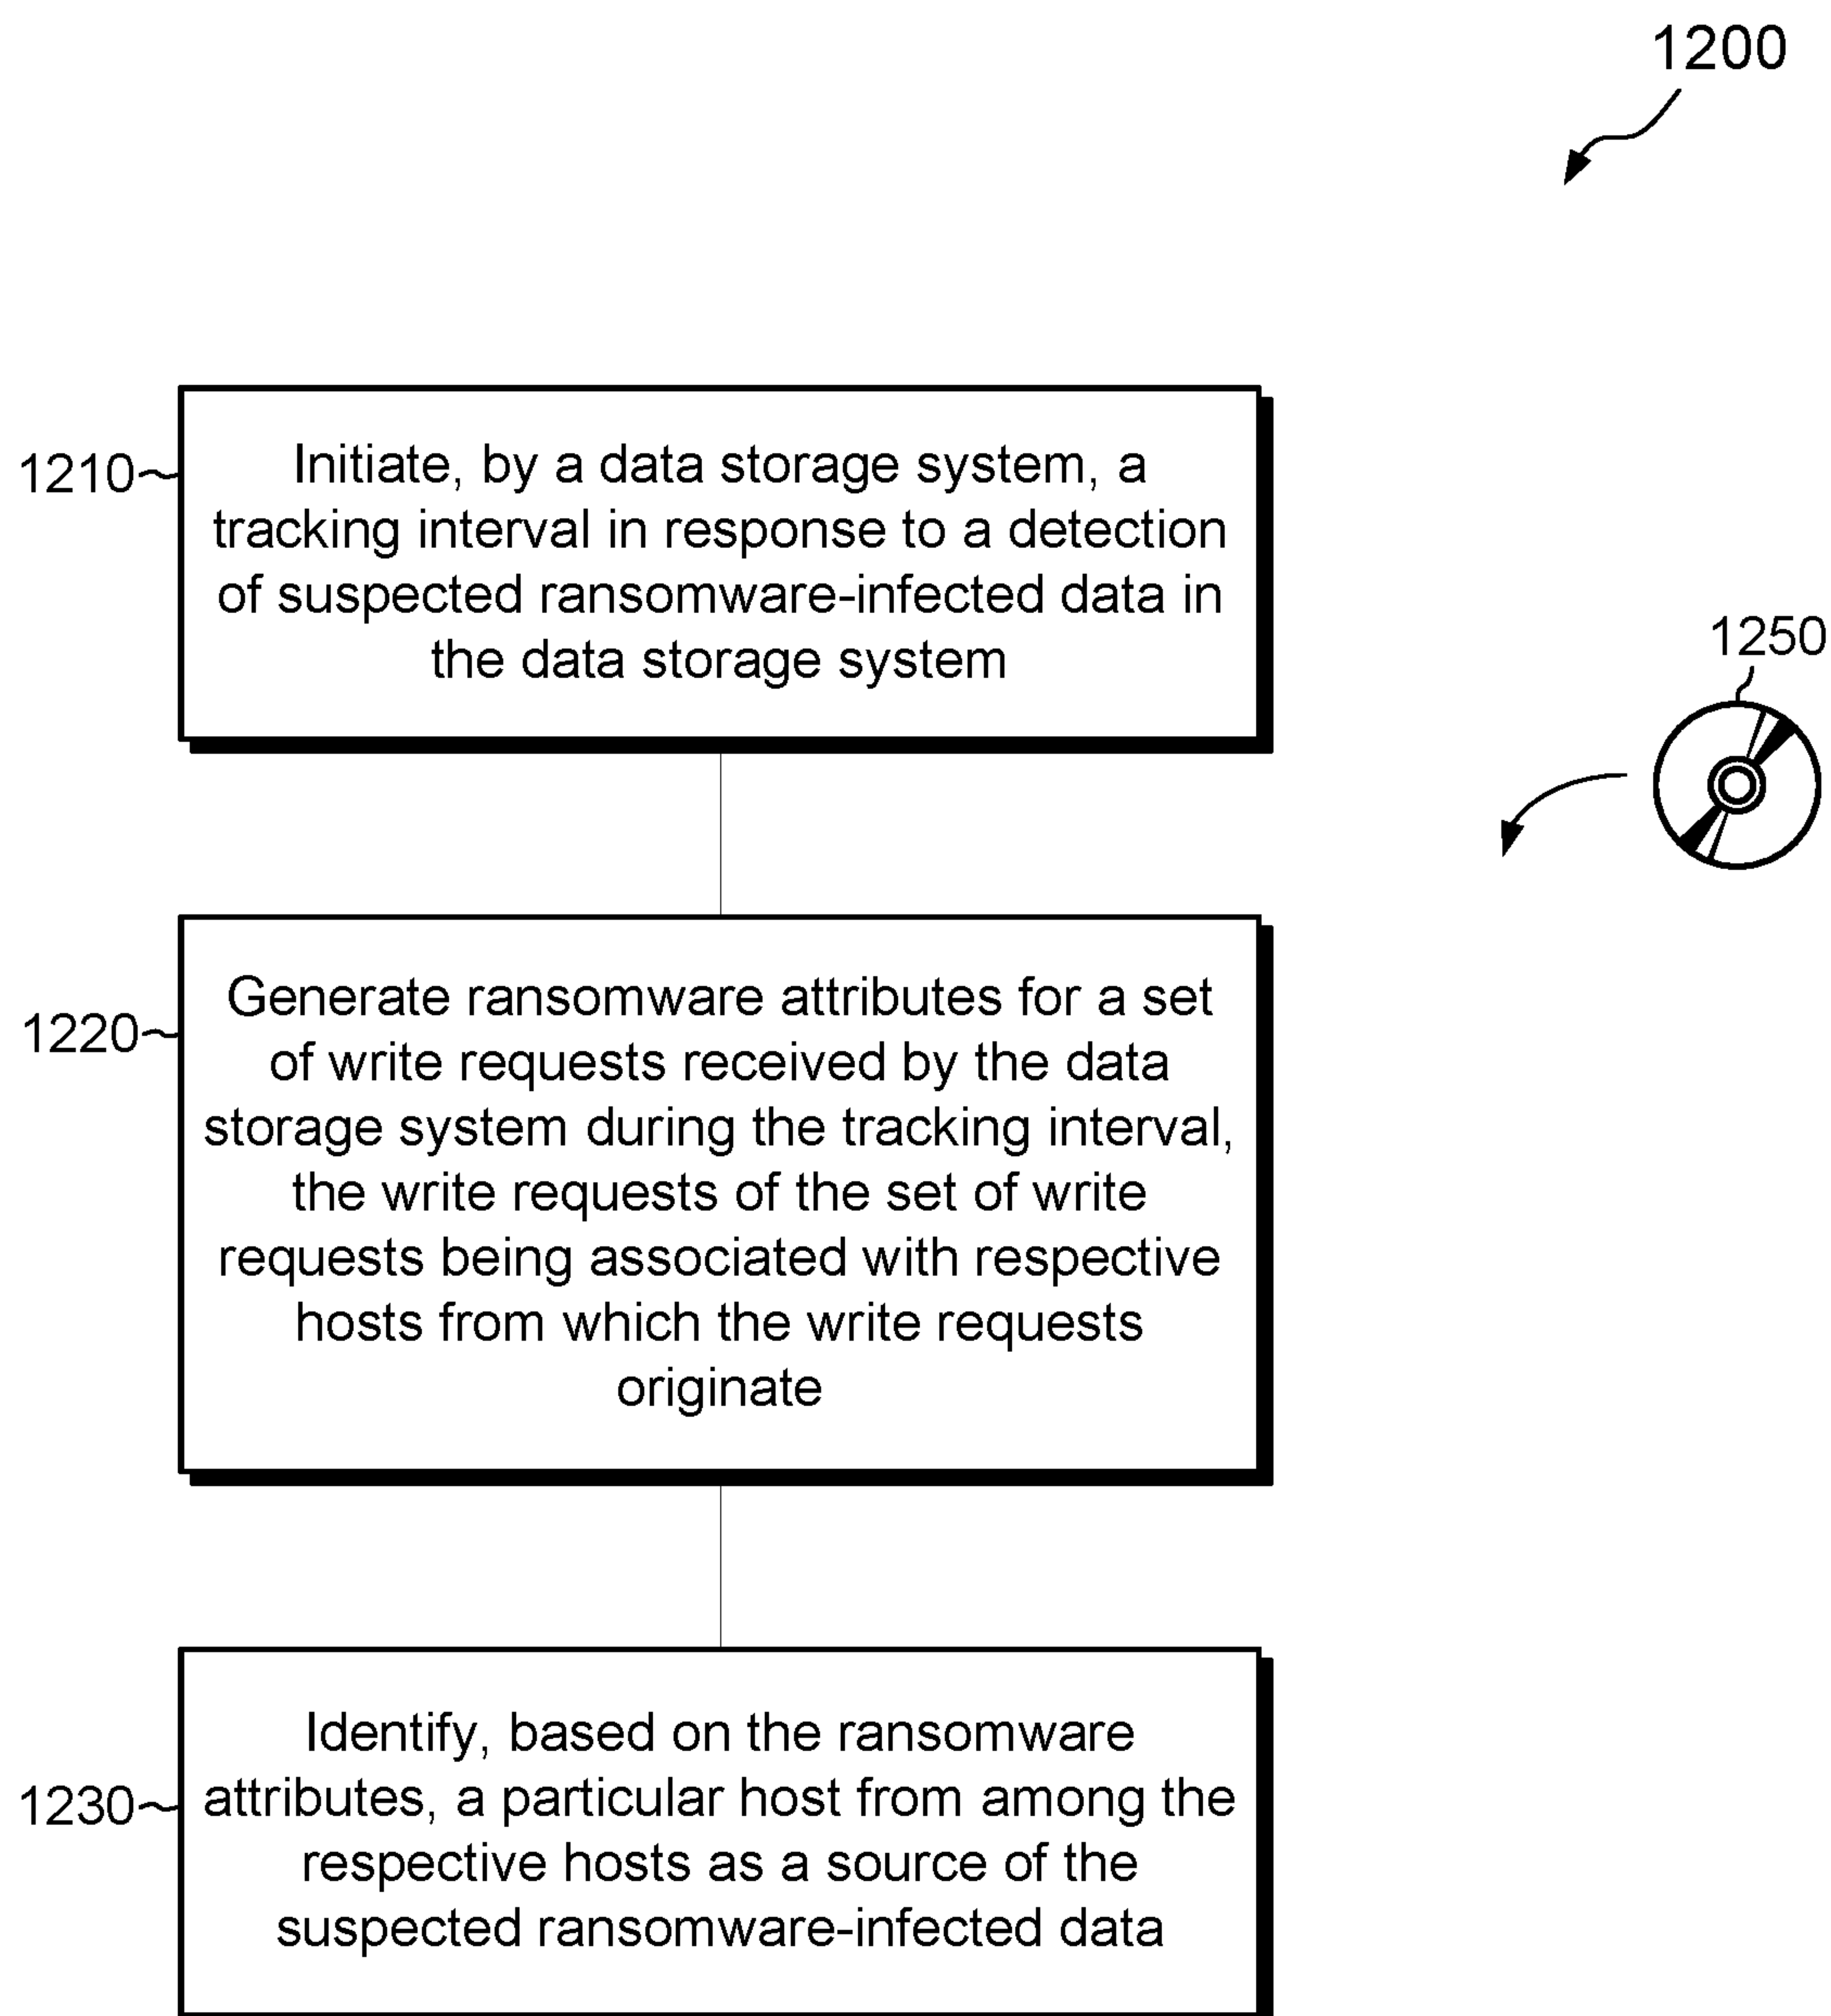 1200
1210
Initiate, by a data storage system, a
tracking interval in response to a detection
of suspected ransomware-infected data in
the data storage system
1250
1220
Generate ransomware attributes for a set
of write requests received by the data
storage system during the tracking interval,
the write requests of the set of write
requests being associated with respective
hosts from which the write requests
originate
1230
Identify, based on the ransomware
attributes, a particular host from among the
respective hosts as a source of the
suspected ransomware-infected data